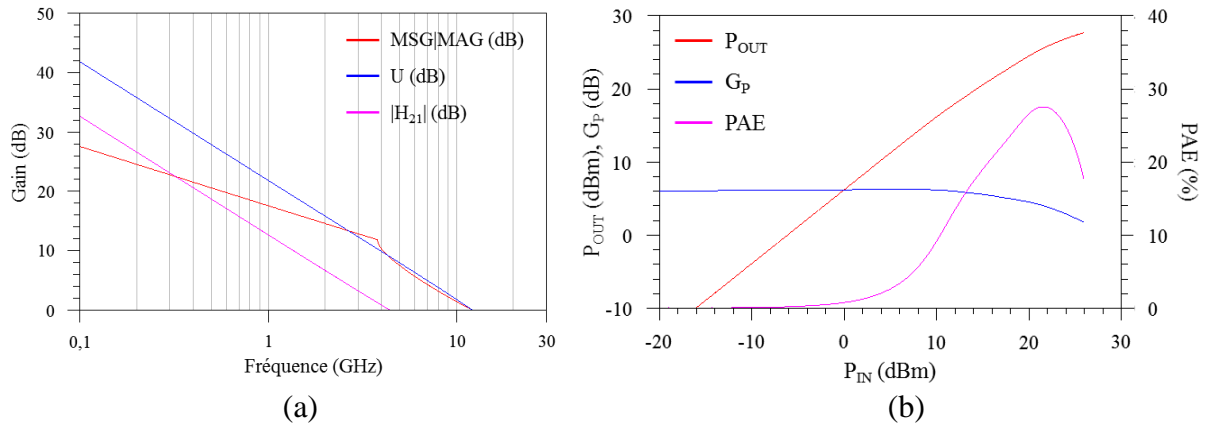 50
40
30
20
10
0
Gain (dB)
MSG|MAG (dB)
U (dB)
|H21| (dB)
0,1
1
10
30
Fréquence (GHz)
(a)
30
20
10
0
-10
POUT (dBm), GP (dB)
POUT
GP
PAE
40
30
20
10
0
PAE (%)
-20
-10
0
10
20
30
PIN (dBm)
(b)